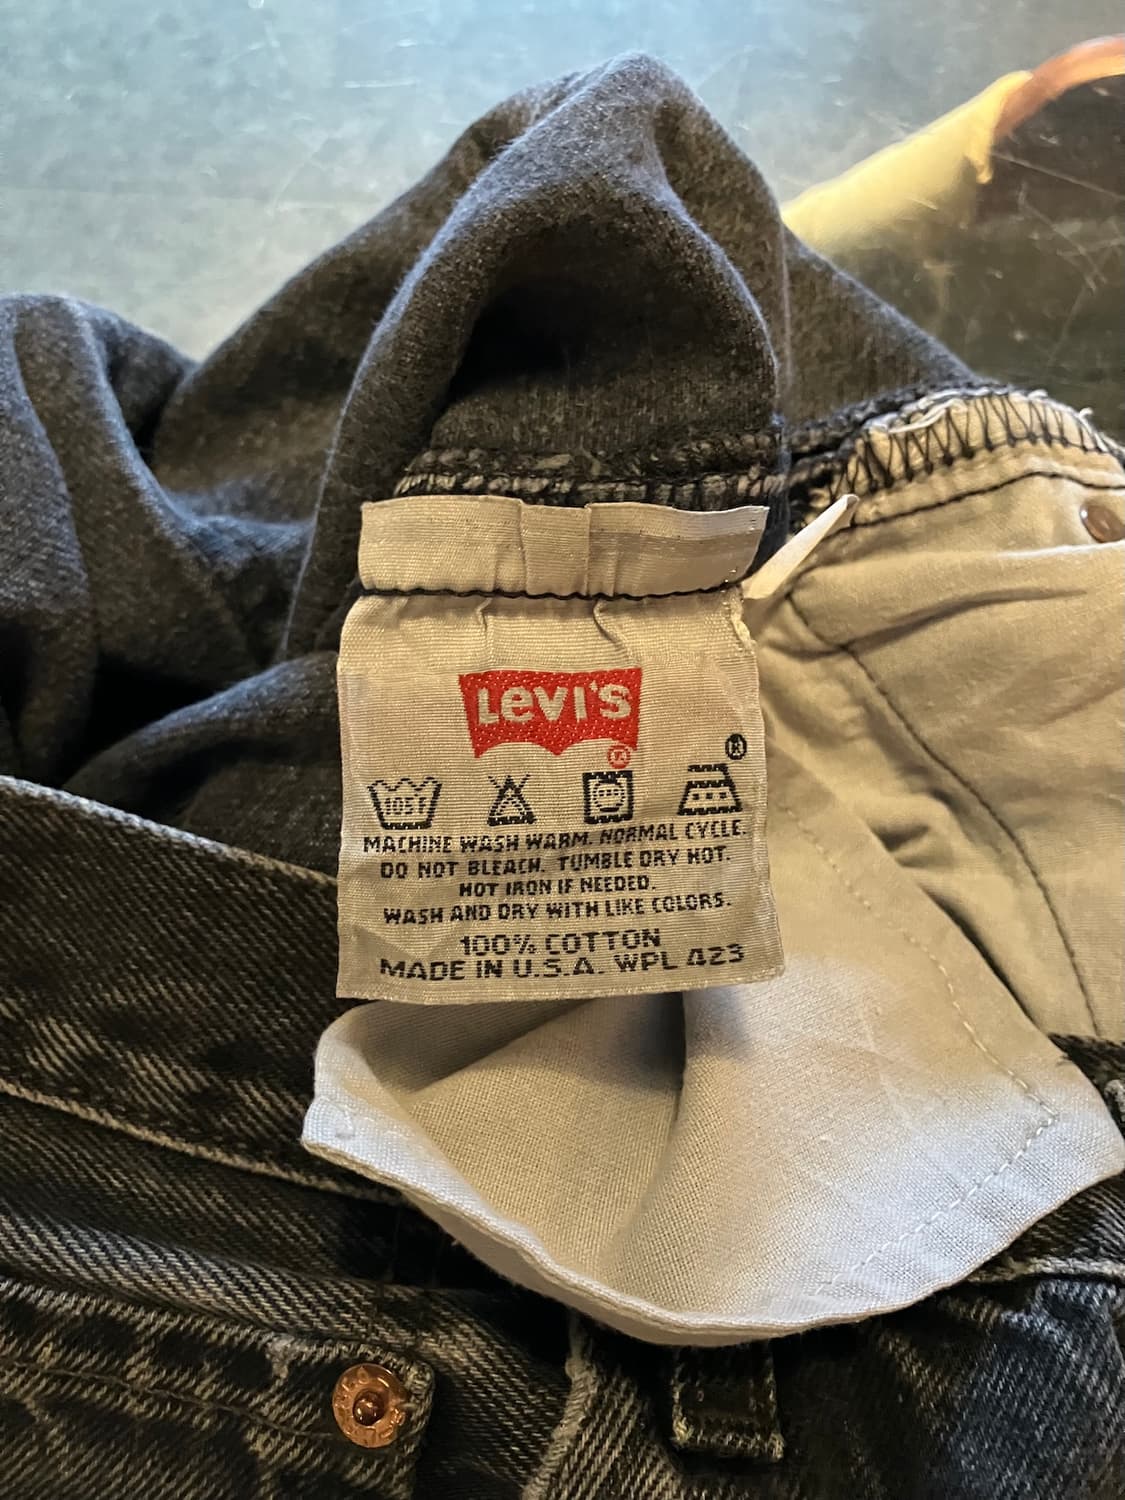 LEVI'S
®
®
105F
MACHINE WASH WARM. NORMAL CYCLE.
DO NOT BLEACH. TUMBLE DRY HOT.
HOT IRON IF NEEDED.
WASH AND DRY WITH LIKE COLORS.
100% COTTON
MADE IN U.S.A. WPL 423